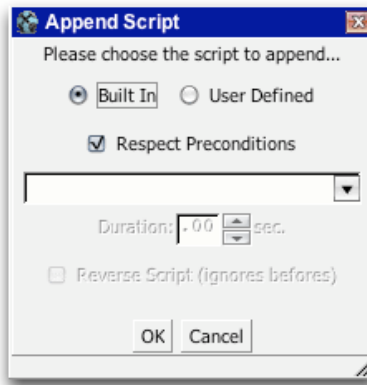 Append Script
Please choose the script to append...
Built In User Defined
Respect Preconditions
Duration: .00 sec.
Reverse Script (ignores befores)
OK Cancel